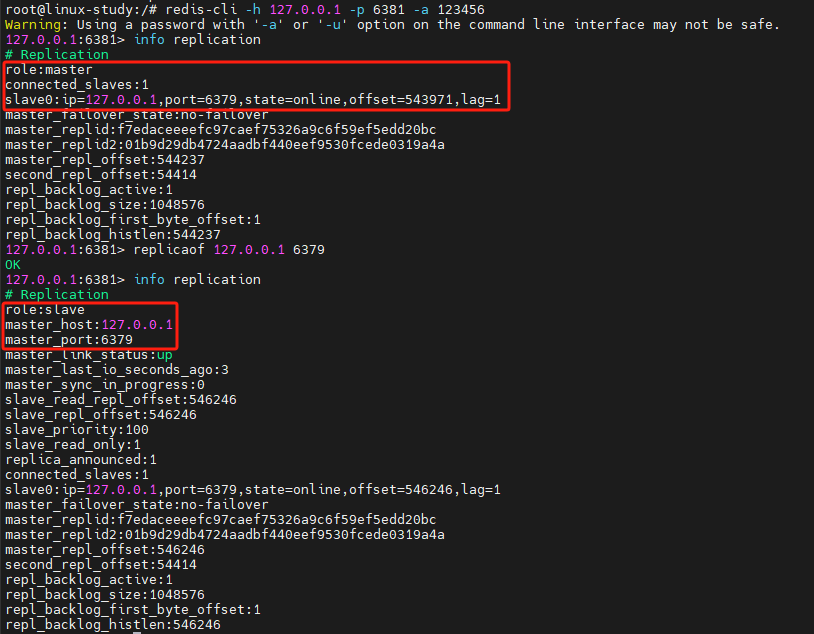 root@linux-study:/# redis-cli -h 127.0.0.1 -p 6381 -a 123456
Warning: Using a password with '-a' or '-u' option on the command line interface may not be safe.
127.0.0.1:6381> info replication
# Replication
role:master
connected_slaves:1
slave0:ip=127.0.0.1,port=6379,state=online,offset=543971,lag=1
master_failover_state:no-failover
master_replid:f7edaceeeefc97caef75326a9c6f59ef5edd20bc
master_replid2:01b9d29db4724aadbf440eef9530fcede0319a4a
master_repl_offset:544237
second_repl_offset:54414
repl_backlog_active:1
repl_backlog_size:1048576
repl_backlog_first_byte_offset:1
repl_backlog_histlen:544237
127.0.0.1:6381> replicaof 127.0.0.1 6379
OK
127.0.0.1:6381> info replication
# Replication
role:slave
master_host:127.0.0.1
master_port:6379
master_link_status:up
master_last_io_seconds_ago:3
master_sync_in_progress:0
slave_read_repl_offset:546246
slave_repl_offset:546246
slave_priority:100
slave_read_only:1
replica_announced:1
connected_slaves:1
slave0:ip=127.0.0.1,port=6379,state=online,offset=546246,lag=1
master_failover_state:no-failover
master_replid:f7edaceeeefc97caef75326a9c6f59ef5edd20bc
master_replid2:01b9d29db4724aadbf440eef9530fcede0319a4a
master_repl_offset:546246
second_repl_offset:54414
repl_backlog_active:1
repl_backlog_size:1048576
repl_backlog_first_byte_offset:1
repl_backlog_histlen:546246